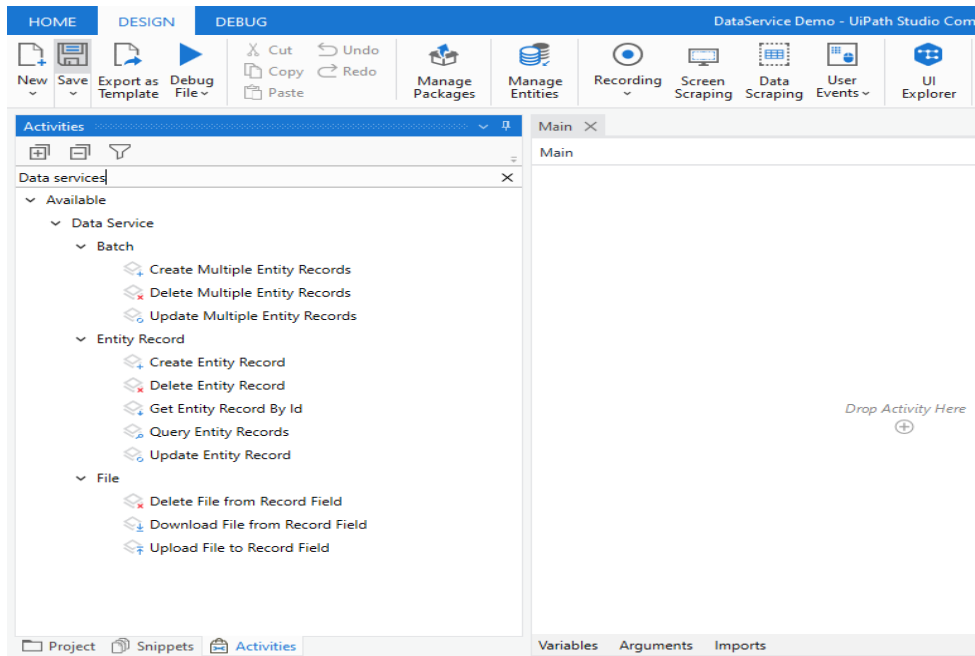 HOME DESIGN DEBUG DataService Demo - UiPath Studio Com
New Save Export as Template Debug File Cut Copy Paste Undo Redo Manage Packages Manage Entities Recording Screen Scraping Data Scraping User Events UI Explorer
Activities
Data services
Available
Data Service
Batch
Create Multiple Entity Records
Delete Multiple Entity Records
Update Multiple Entity Records
Entity Record
Create Entity Record
Delete Entity Record
Get Entity Record By Id
Query Entity Records
Update Entity Record
File
Delete File from Record Field
Download File from Record Field
Upload File to Record Field
Project Snippets Activities
Main
Main
Drop Activity Here
Variables Arguments Imports